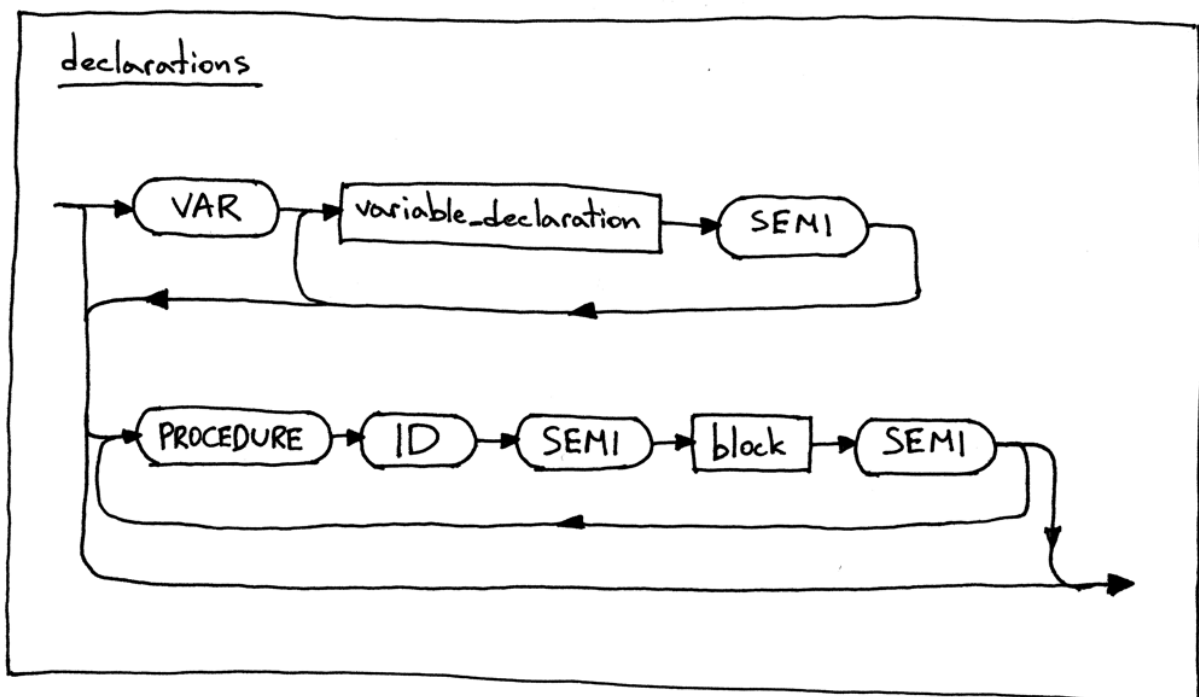 declarations
VAR variable_declaration SEMI
PROCEDURE ID SEMI block SEMI